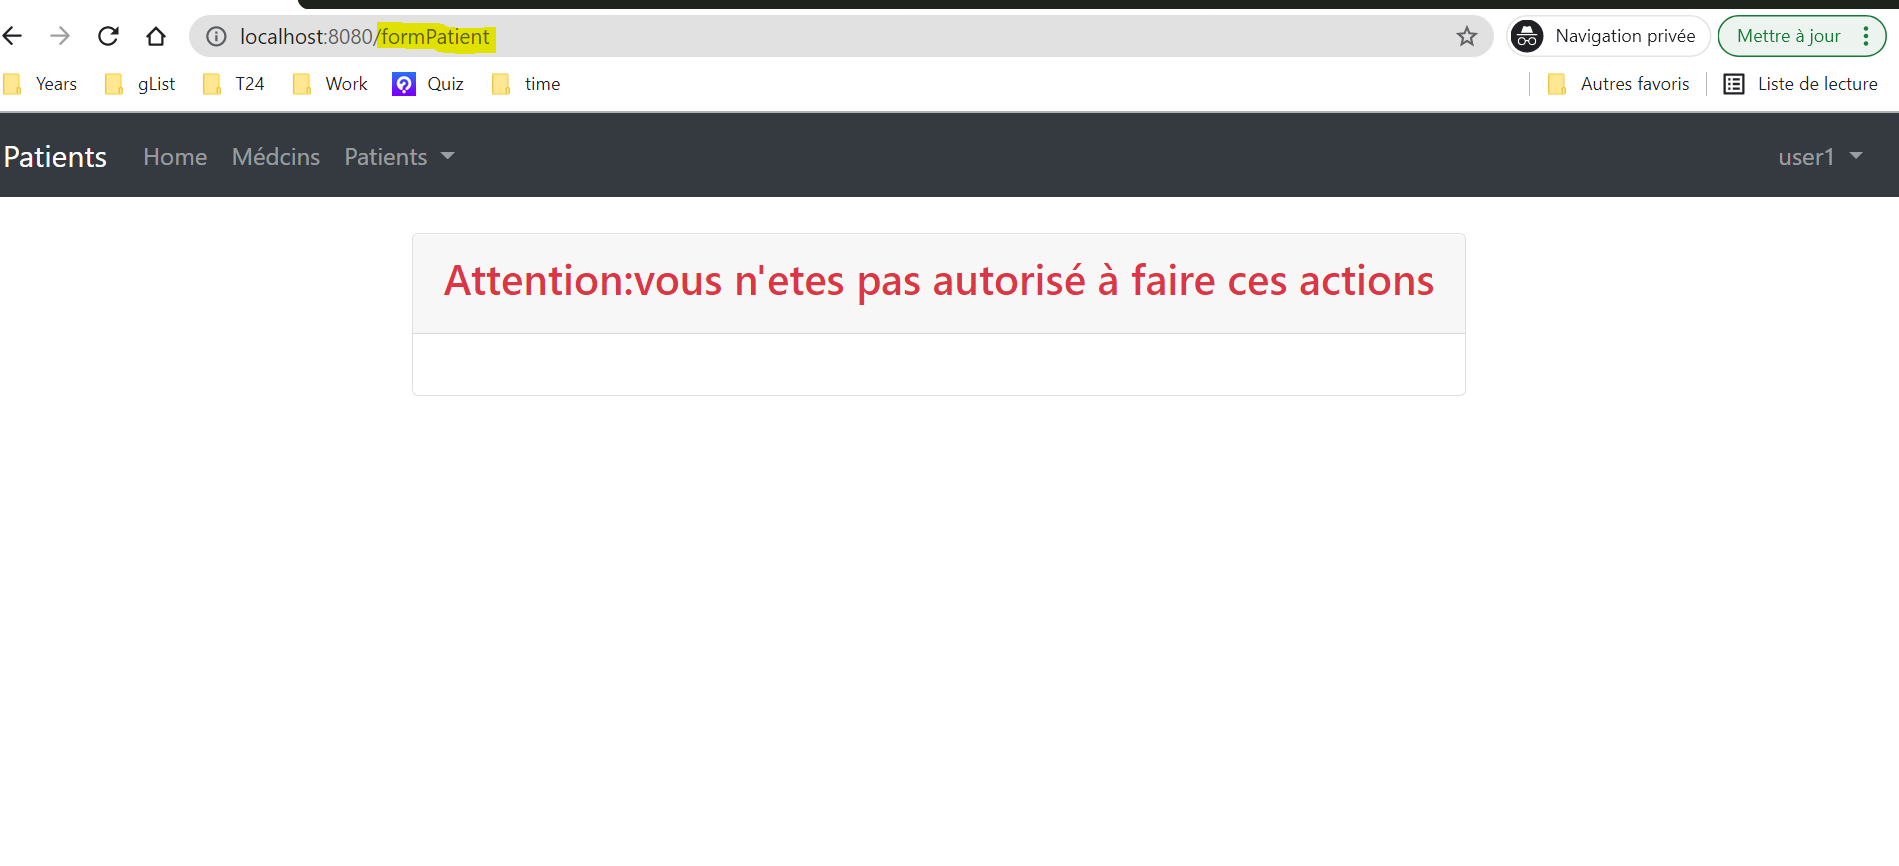 localhost:8080/formPatient
Navigation privée
Mettre à jour
Years gList T24 Work Quiz time Autres favoris Liste de lecture
Patients Home Médcins Patients user1
Attention:vous n'etes pas autorisé à faire ces actions